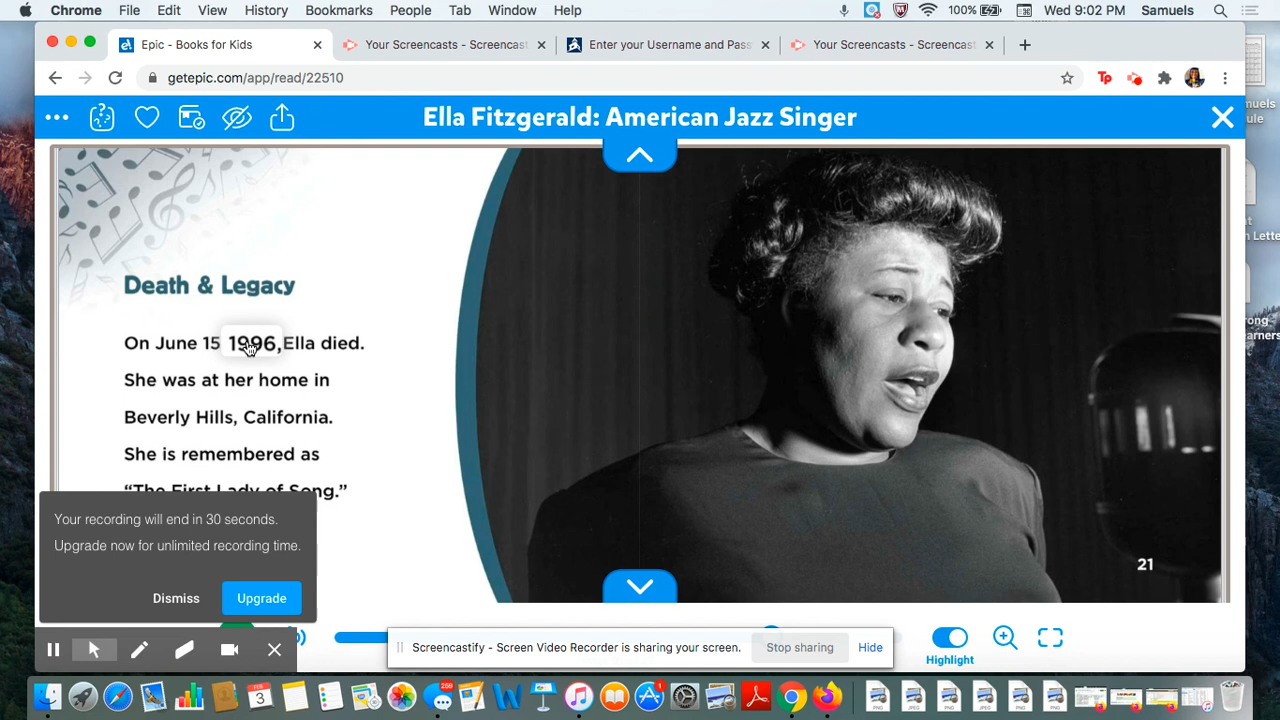 Chrome File Edit View History Bookmarks People Tab Window Help 100% Wed 9:02 PM Samuels
Epic - Books for Kids Your Screencasts - Screencast Enter your Username and Pass Your Screencasts - Screencast
getepic.com/app/read/22510
Ella Fitzgerald: American Jazz Singer
Death & Legacy
On June 15 1996, Ella died.
She was at her home in
Beverly Hills, California.
She is remembered as
“The First Lady of Song.”
21
Your recording will end in 30 seconds.
Upgrade now for unlimited recording time.
Dismiss Upgrade
Screencastify - Screen Video Recorder is sharing your screen. Stop sharing Hide
Highlight